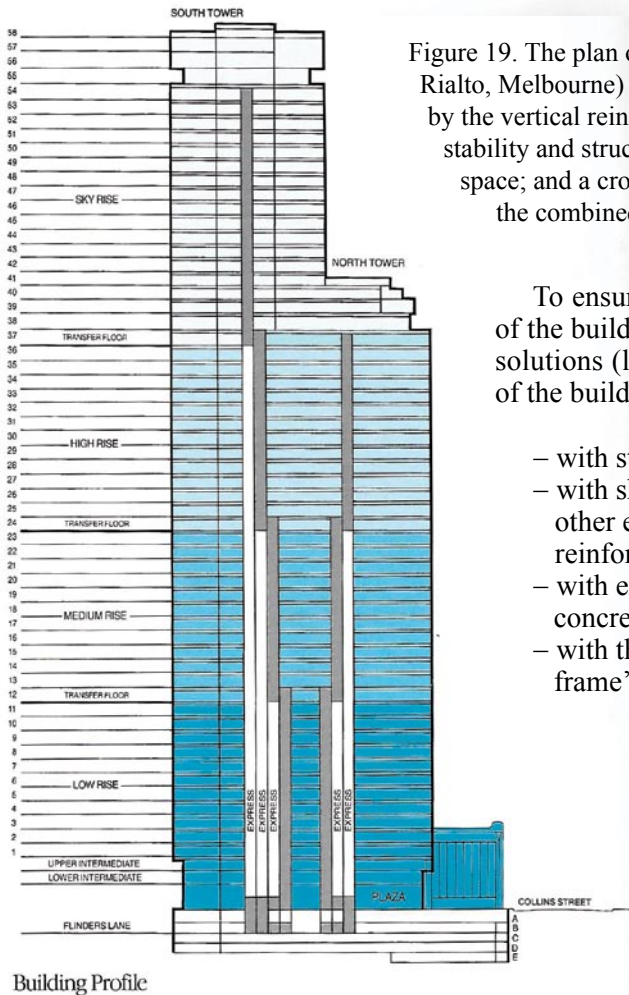 SOUTH TOWER
58
57
56
55
54
53
52
51
50
49
48
47
SKY RISE
46
45
44
43
42
41
NORTH TOWER
40
39
38
37
TRANSFER FLOOR
36
35
34
33
32
31
30
HIGH RISE
29
28
27
26
25
24
TRANSFER FLOOR
23
22
21
20
19
18
17
MEDIUM RISE
16
15
14
13
12
TRANSFER FLOOR
11
10
9
8
7
6
LOW RISE
5
4
3
2
1
EXPRESS
EXPRESS
EXPRESS
EXPRESS
EXPRESS
UPPER INTERMEDIATE
LOWER INTERMEDIATE
PLAZA
COLLINS STREET
FLINDERS LANE
A
B
C
D
E
Building Profile
Figure 19. The plan
Rialto, Melbourne)
by the vertical rein
stability and struc
space; and a cro
the combine
To ensu
of the build
solutions (l
of the build
– with s
– with s
other e
reinfor
– with e
concre
– with th
frame’